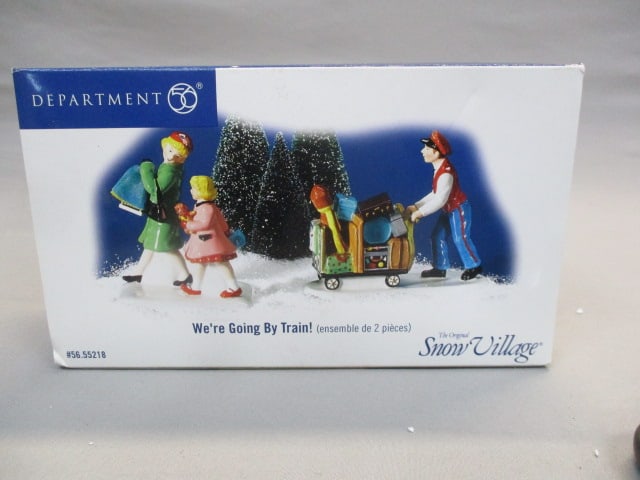 DEPARTMENT 56®
We're Going By Train! (ensemble de 2 pièces)
#56.55218
The Original
Snow Village®